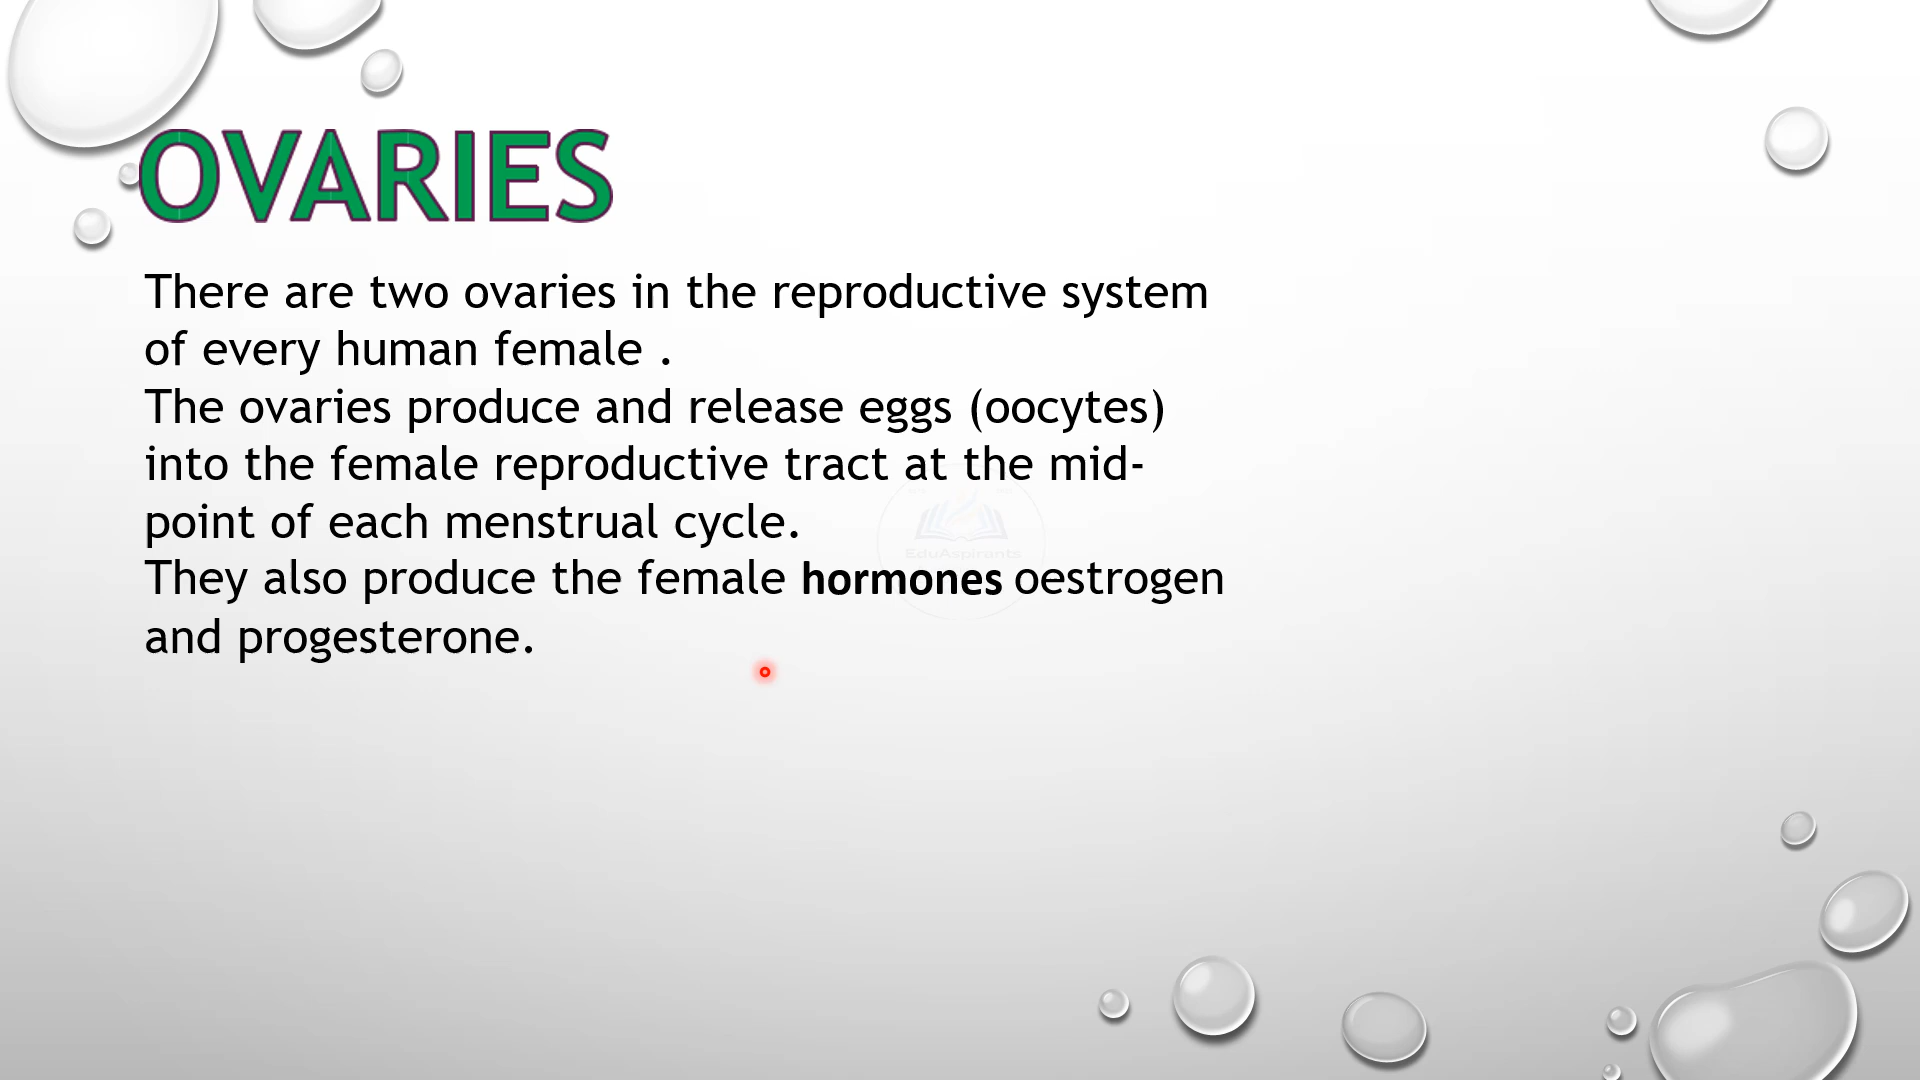 OVARIES
There are two ovaries in the reproductive system
of every human female .
The ovaries produce and release eggs (oocytes)
into the female reproductive tract at the mid-
point of each menstrual cycle.
EduAspirants
They also produce the female hormones oestrogen
and progesterone.